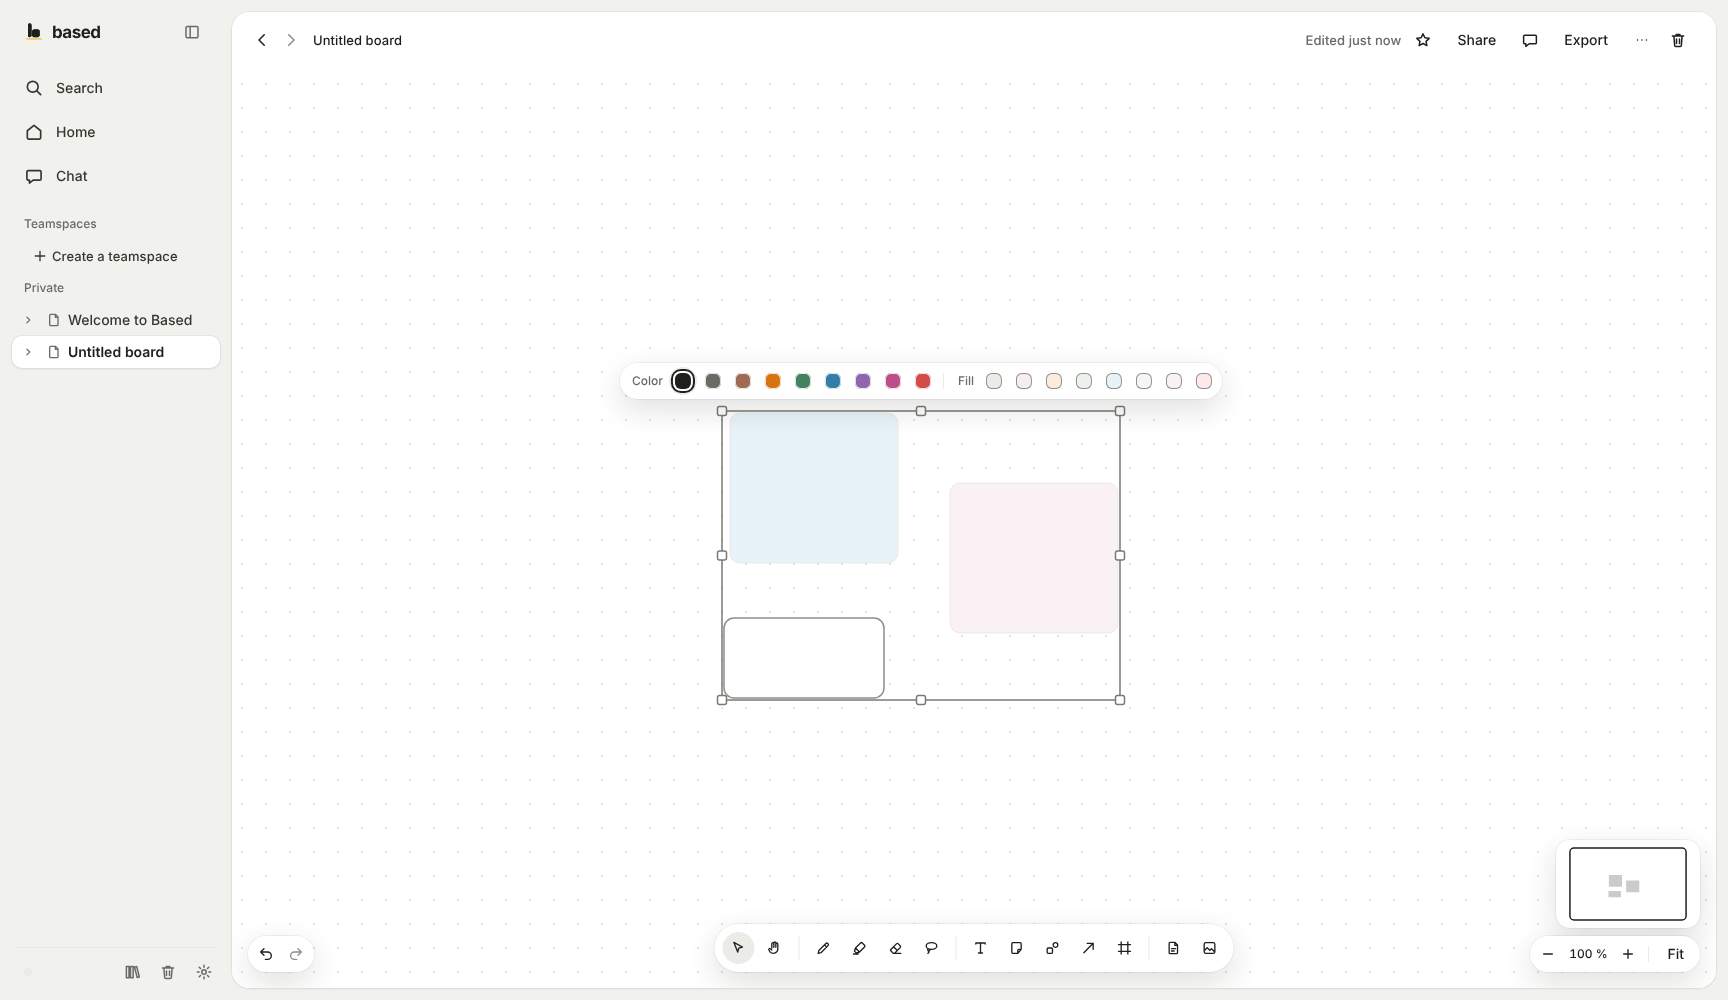 based
Search
Home
Chat
Teamspaces
Create a teamspace
Private
Welcome to Based
Untitled board
Untitled board
Edited just now
Share
Export
Color
Fill
100 %
Fit